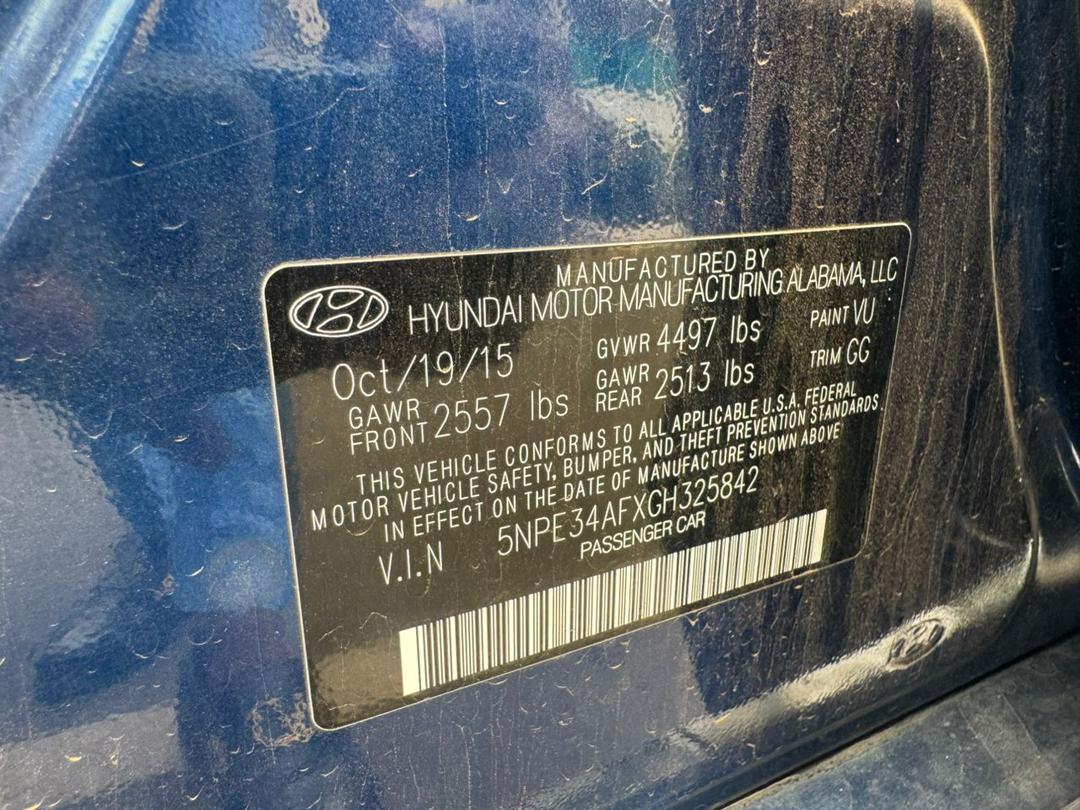 MANUFACTURED BY
HYUNDAI MOTOR MANUFACTURING ALABAMA, LLC
Oct/19/15 GVWR 4497 lbs PAINT VU
GAWR FRONT 2557 lbs GAWR REAR 2513 lbs TRIM GG
THIS VEHICLE CONFORMS TO ALL APPLICABLE U.S.A. FEDERAL
MOTOR VEHICLE SAFETY, BUMPER, AND THEFT PREVENTION STANDARDS
IN EFFECT ON THE DATE OF MANUFACTURE SHOWN ABOVE
V.I.N 5NPE34AFXGH325842
PASSENGER CAR